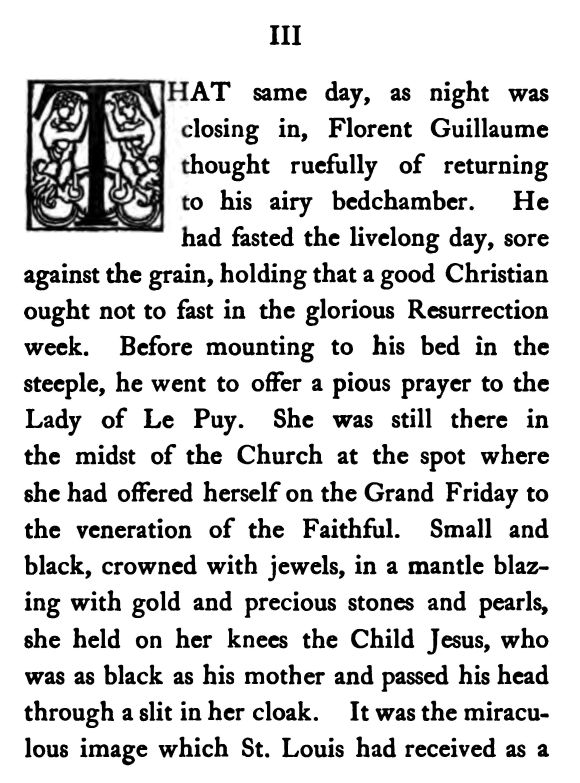 III
THAT same day, as night was
closing in, Florent Guillaume
thought ruefully of returning
to his airy bedchamber. He
had fasted the livelong day, sore
against the grain, holding that a good Christian
ought not to fast in the glorious Resurrection
week. Before mounting to his bed in the
steeple, he went to offer a pious prayer to the
Lady of Le Puy. She was still there in
the midst of the Church at the spot where
she had offered herself on the Grand Friday to
the veneration of the Faithful. Small and
black, crowned with jewels, in a mantle blaz-
ing with gold and precious stones and pearls,
she held on her knees the Child Jesus, who
was as black as his mother and passed his head
through a slit in her cloak. It was the miracu-
lous image which St. Louis had received as a